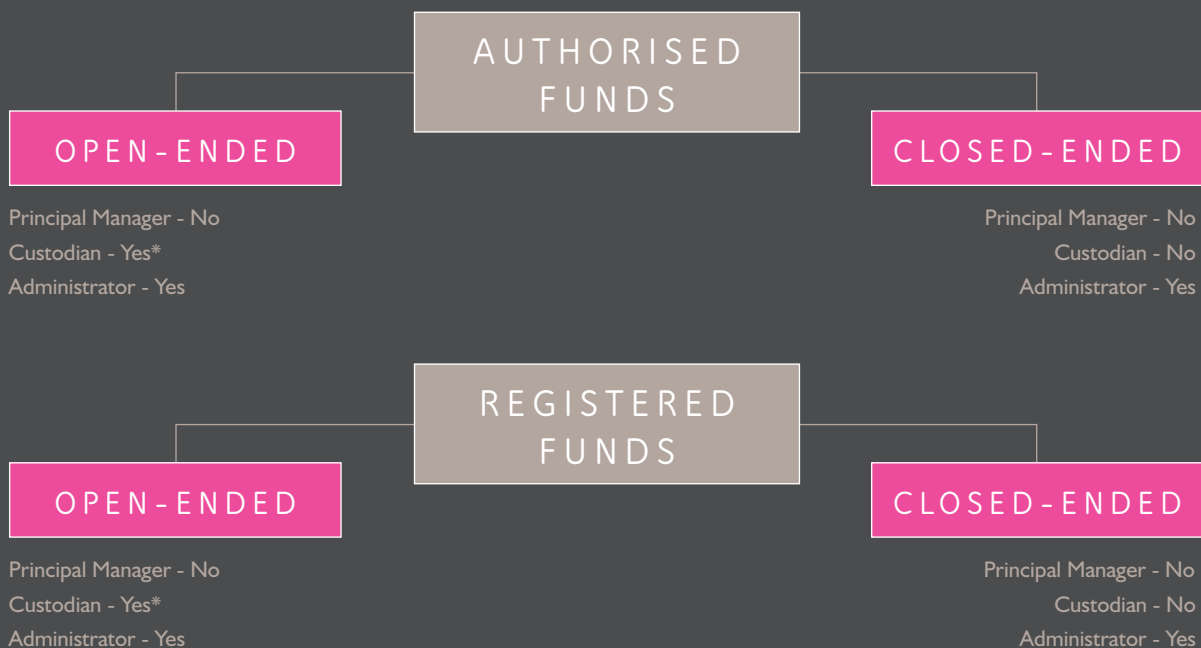 AUTHORISED
FUNDS
OPEN-ENDED
Principal Manager - No
Custodian - Yes*
Administrator - Yes
CLOSED-ENDED
Principal Manager - No
Custodian - No
Administrator - Yes
REGISTERED
FUNDS
OPEN-ENDED
Principal Manager - No
Custodian - Yes*
Administrator - Yes
CLOSED-ENDED
Principal Manager - No
Custodian - No
Administrator - Yes